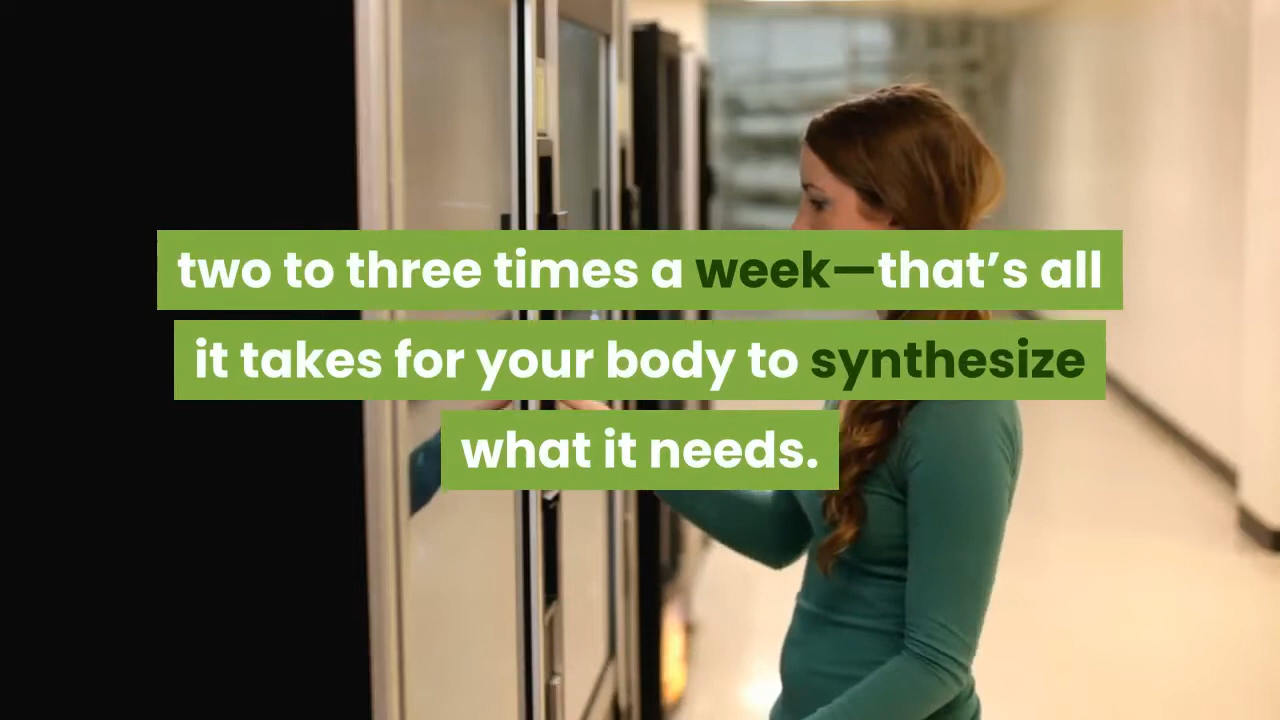 two to three times a week—that’s all
it takes for your body to synthesize
what it needs.